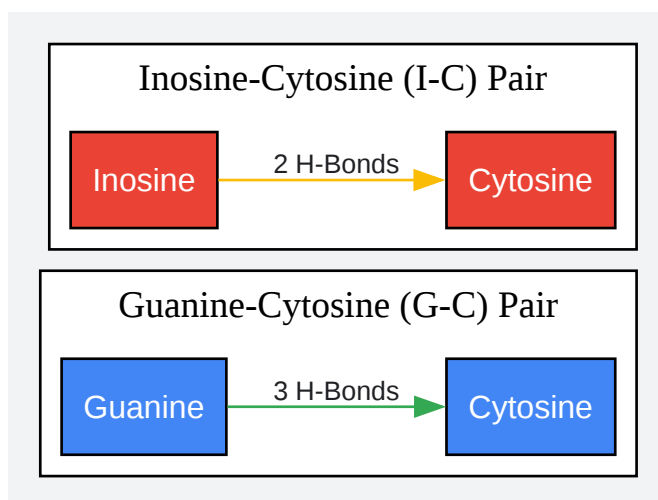 Inosine-Cytosine (I-C) Pair
Inosine 2 H-Bonds Cytosine
Guanine-Cytosine (G-C) Pair
Guanine 3 H-Bonds Cytosine